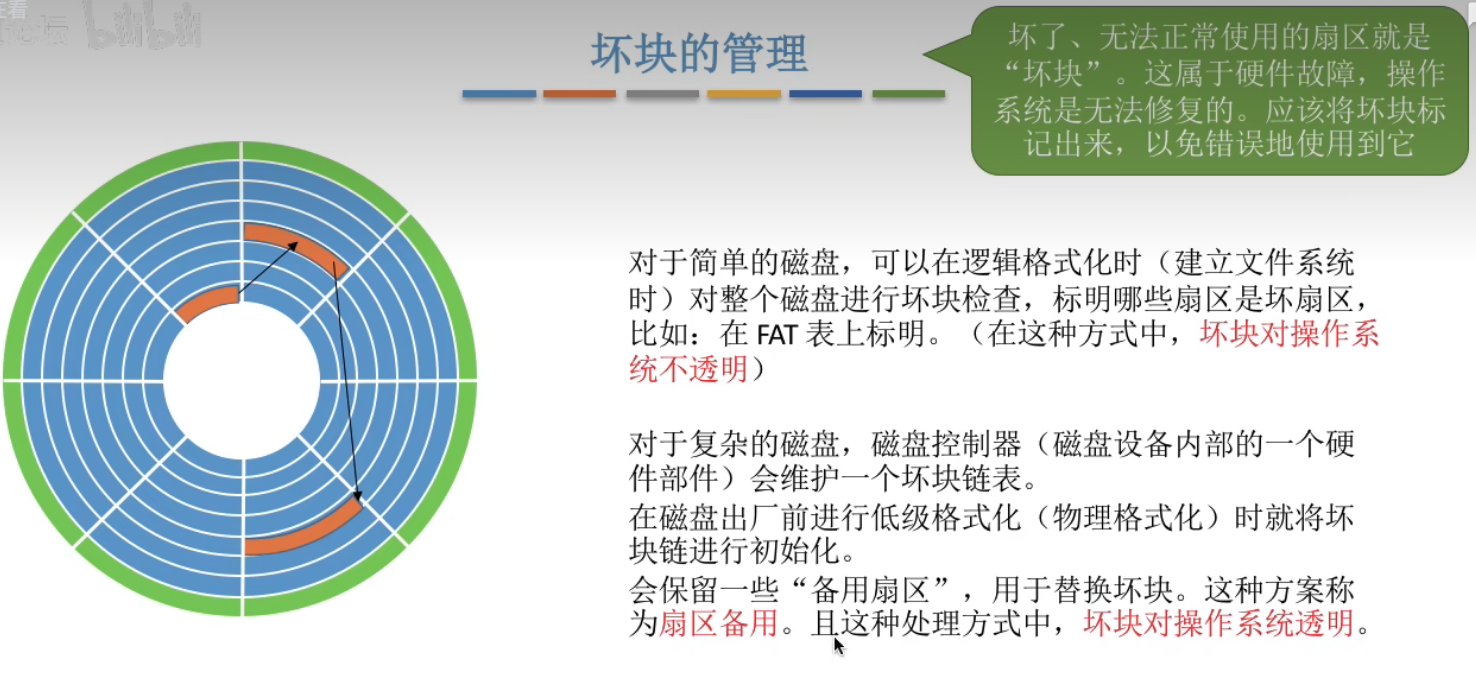 坏块的管理
坏了、无法正常使用的扇区就是
“坏块”。这属于硬件故障，操作
系统是无法修复的。应该将坏块标
记出来，以免错误地使用到它
对于简单的磁盘，可以在逻辑格式化时（建立文件系统
时）对整个磁盘进行坏块检查，标明哪些扇区是坏扇区，
比如：在 FAT 表上标明。（在这种方式中，坏块对操作系
统不透明）
对于复杂的磁盘，磁盘控制器（磁盘设备内部的一个硬
件部件）会维护一个坏块链表。
在磁盘出厂前进行低级格式化（物理格式化）时就将坏
块链进行初始化。
会保留一些“备用扇区”，用于替换坏块。这种方案称
为扇区备用。且这种处理方式中，坏块对操作系统透明。